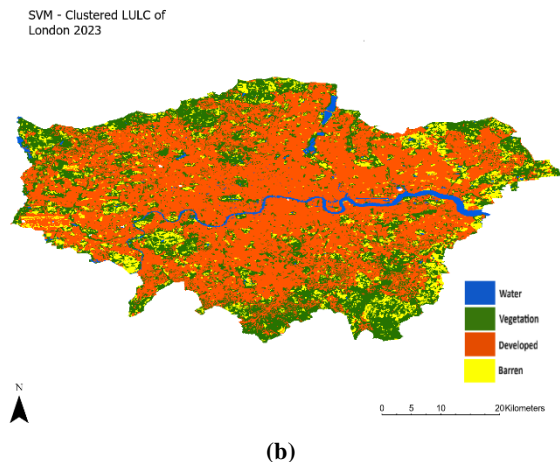 SVM - Clustered LULC of
London 2023
Water
Vegetation
Developed
Barren
N
0 5 10 20Kilometers
(b)